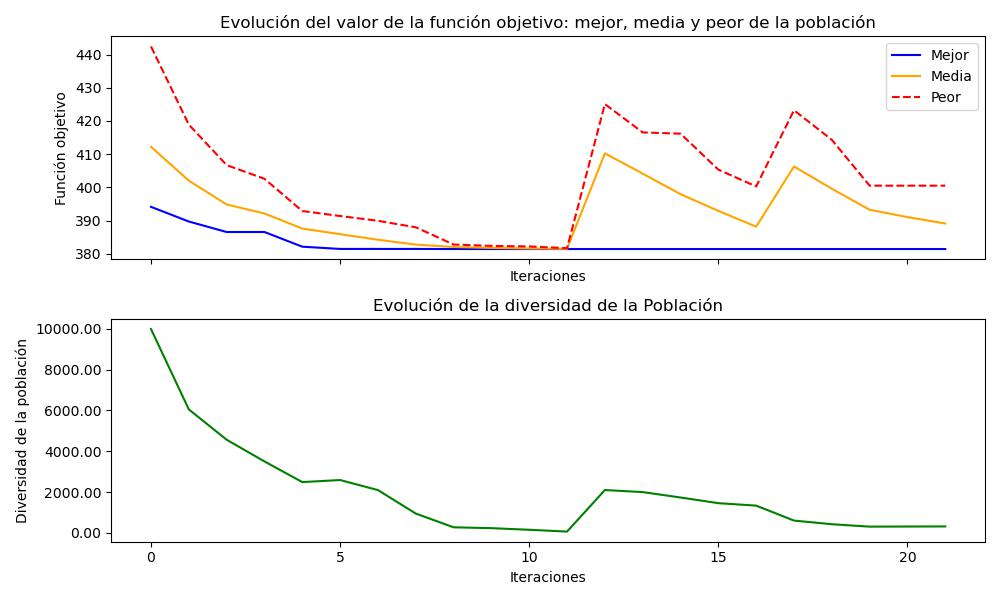 Evolución del valor de la función objetivo: mejor, media y peor de la población
440
430
420
410
400
390
380
Función objetivo
Mejor
Media
Peor
Iteraciones
Evolución de la diversidad de la Población
10000.00
8000.00
6000.00
4000.00
2000.00
0.00
Diversidad de la población
0 5 10 15 20
Iteraciones